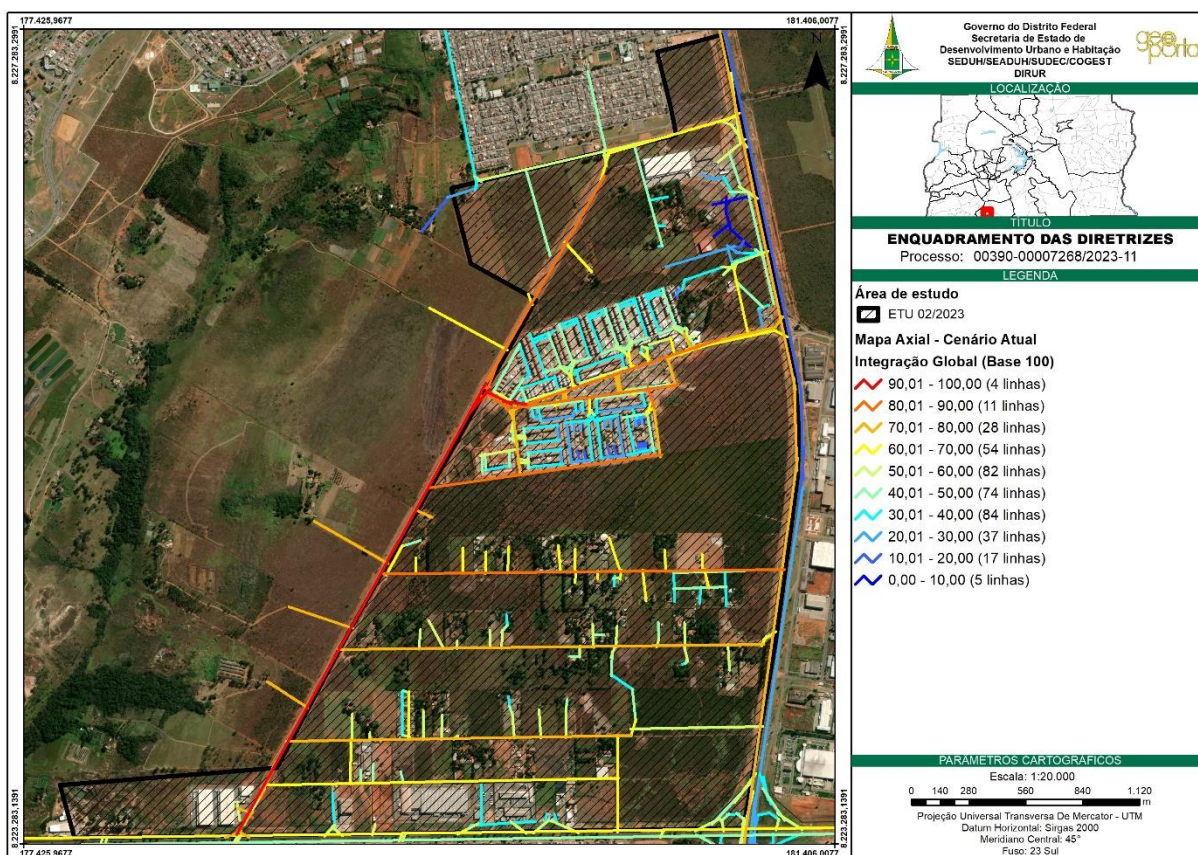 177.425,9677
181.406,0077
8.227.283,2991
8.227.283,2991
N
8.223.283,1391
8.223.283,1391
177.425,9677
181.406,0077
Governo do Distrito Federal
Secretaria de Estado de
Desenvolvimento Urbano e Habitação
SEDUH/SEADUH/SUDEC/COGEST
DIRUR
geo
portal
LOCALIZAÇÃO
TÍTULO
ENQUADRAMENTO DAS DIRETRIZES
Processo: 00390-00007268/2023-11
LEGENDA
Área de estudo
ETU 02/2023
Mapa Axial - Cenário Atual
Integração Global (Base 100)
90,01 - 100,00 (4 linhas)
80,01 - 90,00 (11 linhas)
70,01 - 80,00 (28 linhas)
60,01 - 70,00 (54 linhas)
50,01 - 60,00 (82 linhas)
40,01 - 50,00 (74 linhas)
30,01 - 40,00 (84 linhas)
20,01 - 30,00 (37 linhas)
10,01 - 20,00 (17 linhas)
0,00 - 10,00 (5 linhas)
PARÂMETROS CARTOGRÁFICOS
Escala: 1:20.000
0 140 280 560 840 1.120
m
Projeção Universal Transversa De Mercator - UTM
Datum Horizontal: Sirgas 2000
Meridiano Central: 45°
Fuso: 23 Sul